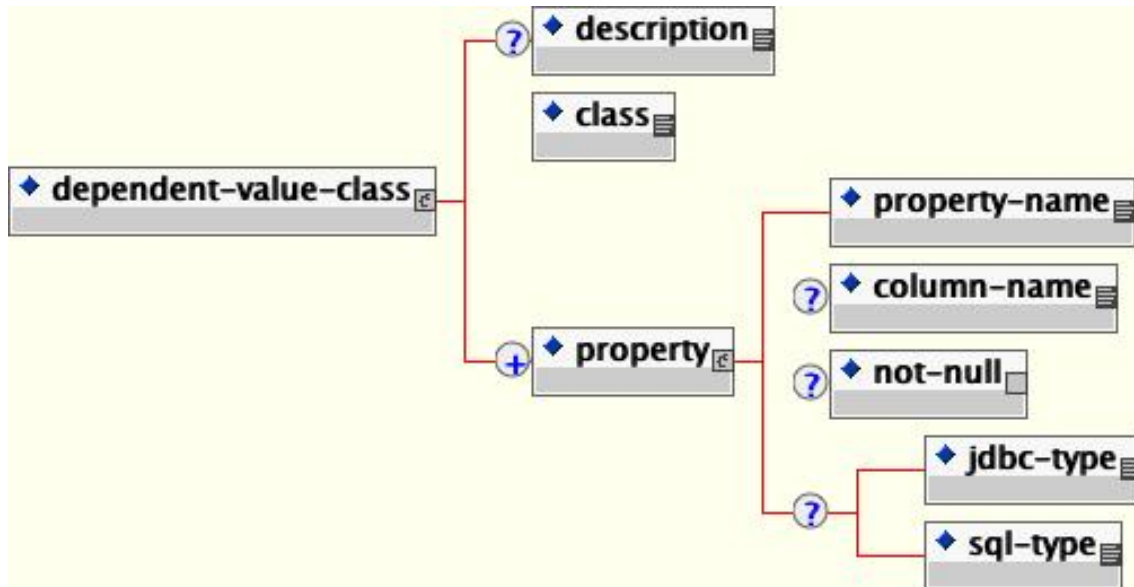 ? description
class
dependent-value-class
property-name
? column-name
+ property
? not-null
jdbc-type
?
sql-type